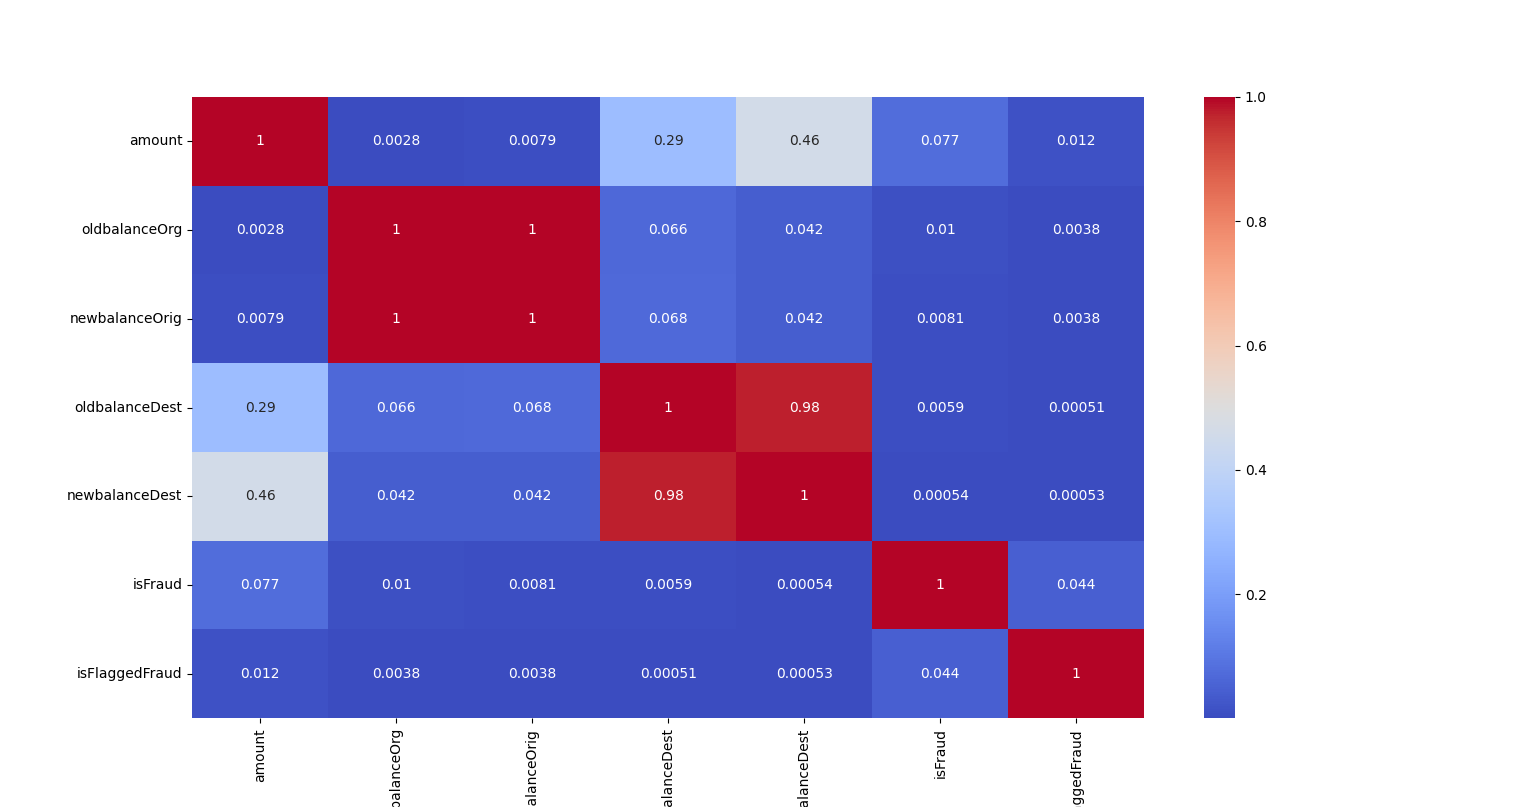 amount 1 0.0028 0.0079 0.29 0.46 0.077 0.012
oldbalanceOrg 0.0028 1 1 0.066 0.042 0.01 0.0038
newbalanceOrig 0.0079 1 1 0.068 0.042 0.0081 0.0038
oldbalanceDest 0.29 0.066 0.068 1 0.98 0.0059 0.00051
newbalanceDest 0.46 0.042 0.042 0.98 1 0.00054 0.00053
isFraud 0.077 0.01 0.0081 0.0059 0.00054 1 0.044
isFlaggedFraud 0.012 0.0038 0.0038 0.00051 0.00053 0.044 1
amount
balanceOrg
alanceOrig
alanceDest
alanceDest
isFraud
ggedFraud
1.0
0.8
0.6
0.4
0.2